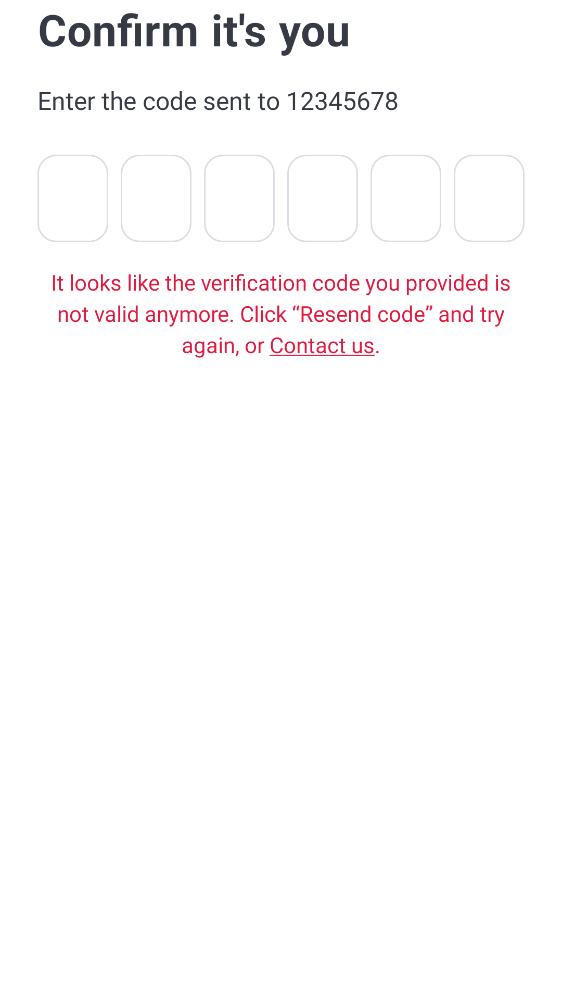 Confirm it's you
Enter the code sent to 12345678
It looks like the verification code you provided is
not valid anymore. Click “Resend code” and try
again, or Contact us.